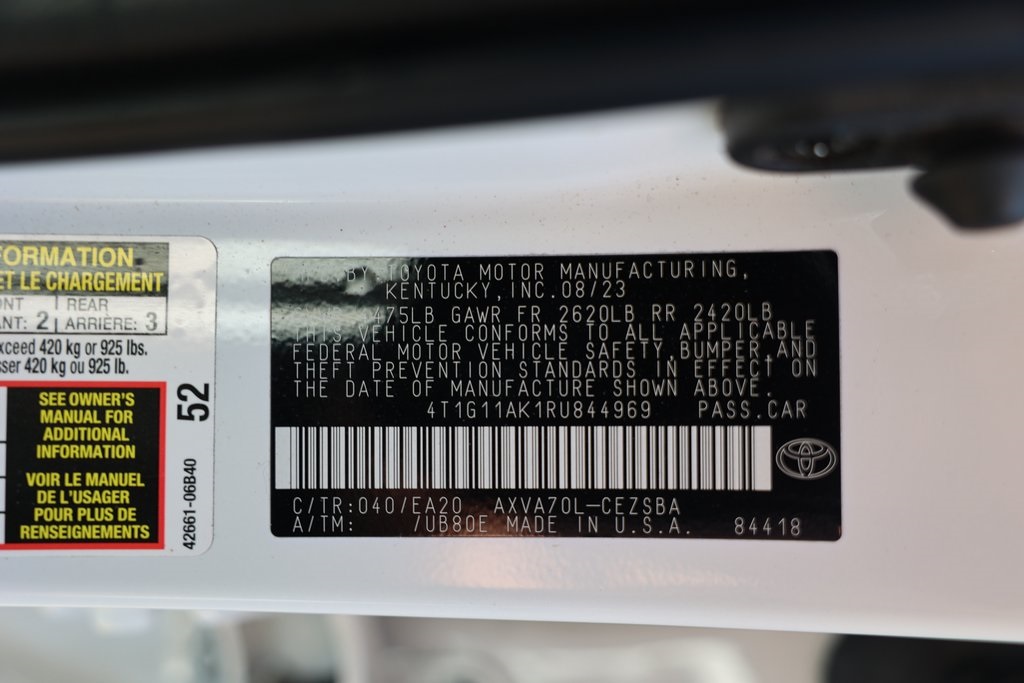 FORMATION
ET LE CHARGEMENT
REAR
ANT: 2 ARRIÈRE: 3
exceed 420 kg or 925 lbs.
sser 420 kg ou 925 lb.
SEE OWNER'S
MANUAL FOR
ADDITIONAL
INFORMATION
VOIR LE MANUEL
DE L'USAGER
POUR PLUS DE
RENSEIGNEMENTS
52
42661-06B40
BY TOYOTA MOTOR MANUFACTURING,
KENTUCKY, INC. 08/23
475LB GAWR FR 2620LB RR 2420LB
THIS VEHICLE CONFORMS TO ALL APPLICABLE
FEDERAL MOTOR VEHICLE SAFETY, BUMPER, AND
THEFT PREVENTION STANDARDS IN EFFECT ON
THE DATE OF MANUFACTURE SHOWN ABOVE.
4T1G11AK1RU844969 PASS.CAR
C/TR:040/EA20 AXVA70L-CEZSBA
A/TM: /UB80E MADE IN U.S.A. 84418